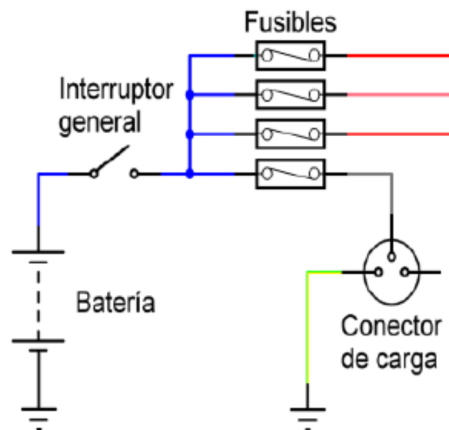 Fusibles
Interruptor
general
Batería
Conector
de carga